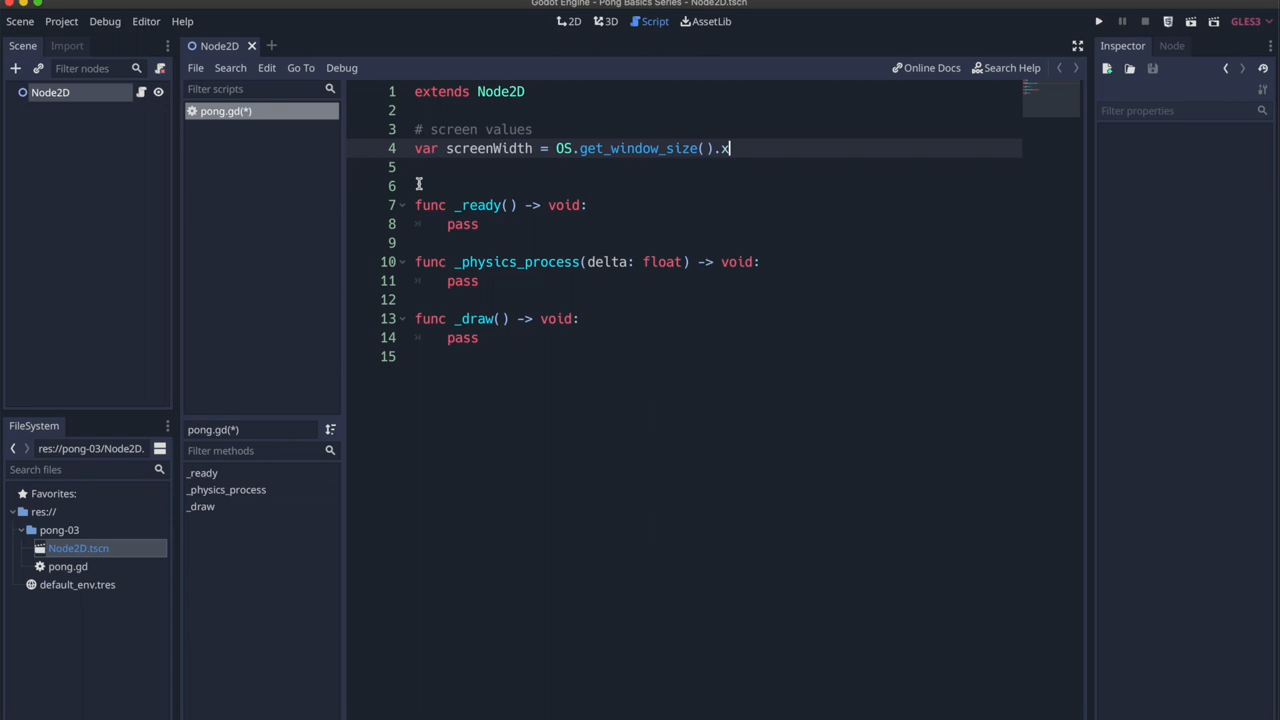 Godot Engine - Pong Basics Series - Node2D.tscn
Scene Project Debug Editor Help
2D 3D Script AssetLib
GLES3
Scene Import
Filter nodes
Node2D
Node2D
File Search Edit Go To Debug
Online Docs Search Help
Filter scripts
pong.gd(*)
1 extends Node2D
2
3 # screen values
4 var screenWidth = OS.get_window_size().x
5
6
7 func _ready() -> void:
8 pass
9
10 func _physics_process(delta: float) -> void:
11 pass
12
13 func _draw() -> void:
14 pass
15
pong.gd(*)
Filter methods
_ready
_physics_process
_draw
FileSystem
res://pong-03/Node2D.
Search files
Favorites:
res://
pong-03
Node2D.tscn
pong.gd
default_env.tres
Inspector Node
Filter properties